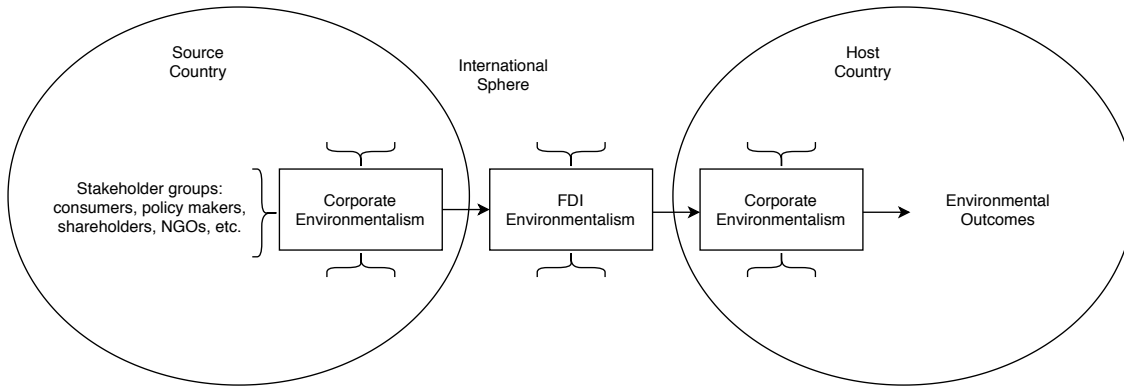 Source
Country
International
Sphere
Host
Country
Stakeholder groups:
consumers, policy makers,
shareholders, NGOs, etc.
Corporate
Environmentalism
FDI
Environmentalism
Corporate
Environmentalism
Environmental
Outcomes